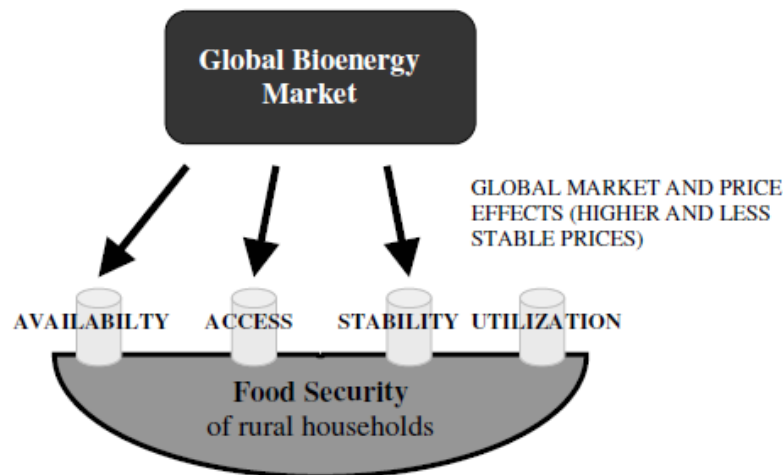 Global Bioenergy
Market
GLOBAL MARKET AND PRICE
EFFECTS (HIGHER AND LESS
STABLE PRICES)
AVAILABILTY ACCESS STABILITY UTILIZATION
Food Security
of rural households